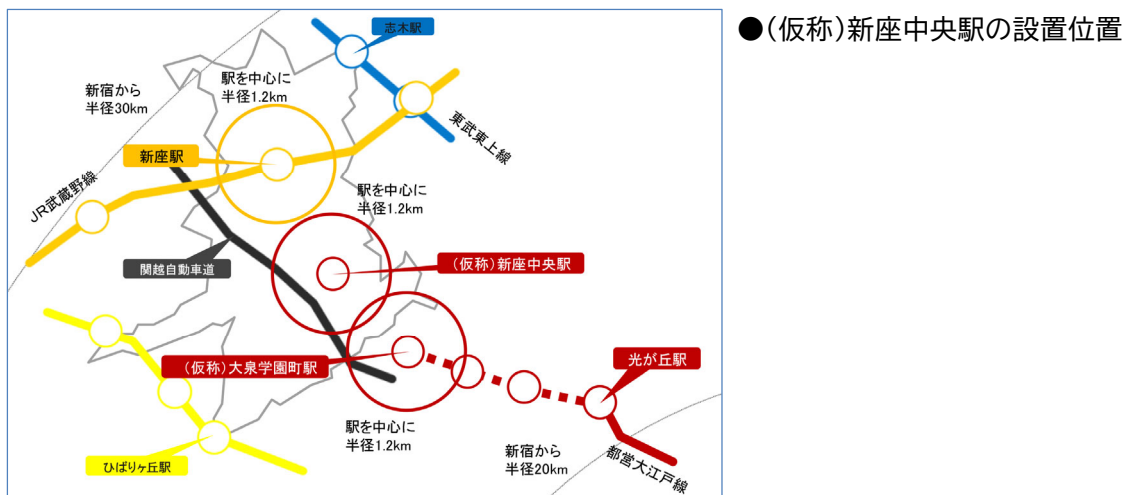 ●(仮称)新座中央駅の設置位置
志木駅
新宿から
半径30km
駅を中心に
半径1.2km
東武東上線
新座駅
JR武蔵野線
駅を中心に
半径1.2km
関越自動車道
(仮称)新座中央駅
(仮称)大泉学園町駅
光が丘駅
駅を中心に
半径1.2km
新宿から
半径20km
都営大江戸線
ひばりヶ丘駅